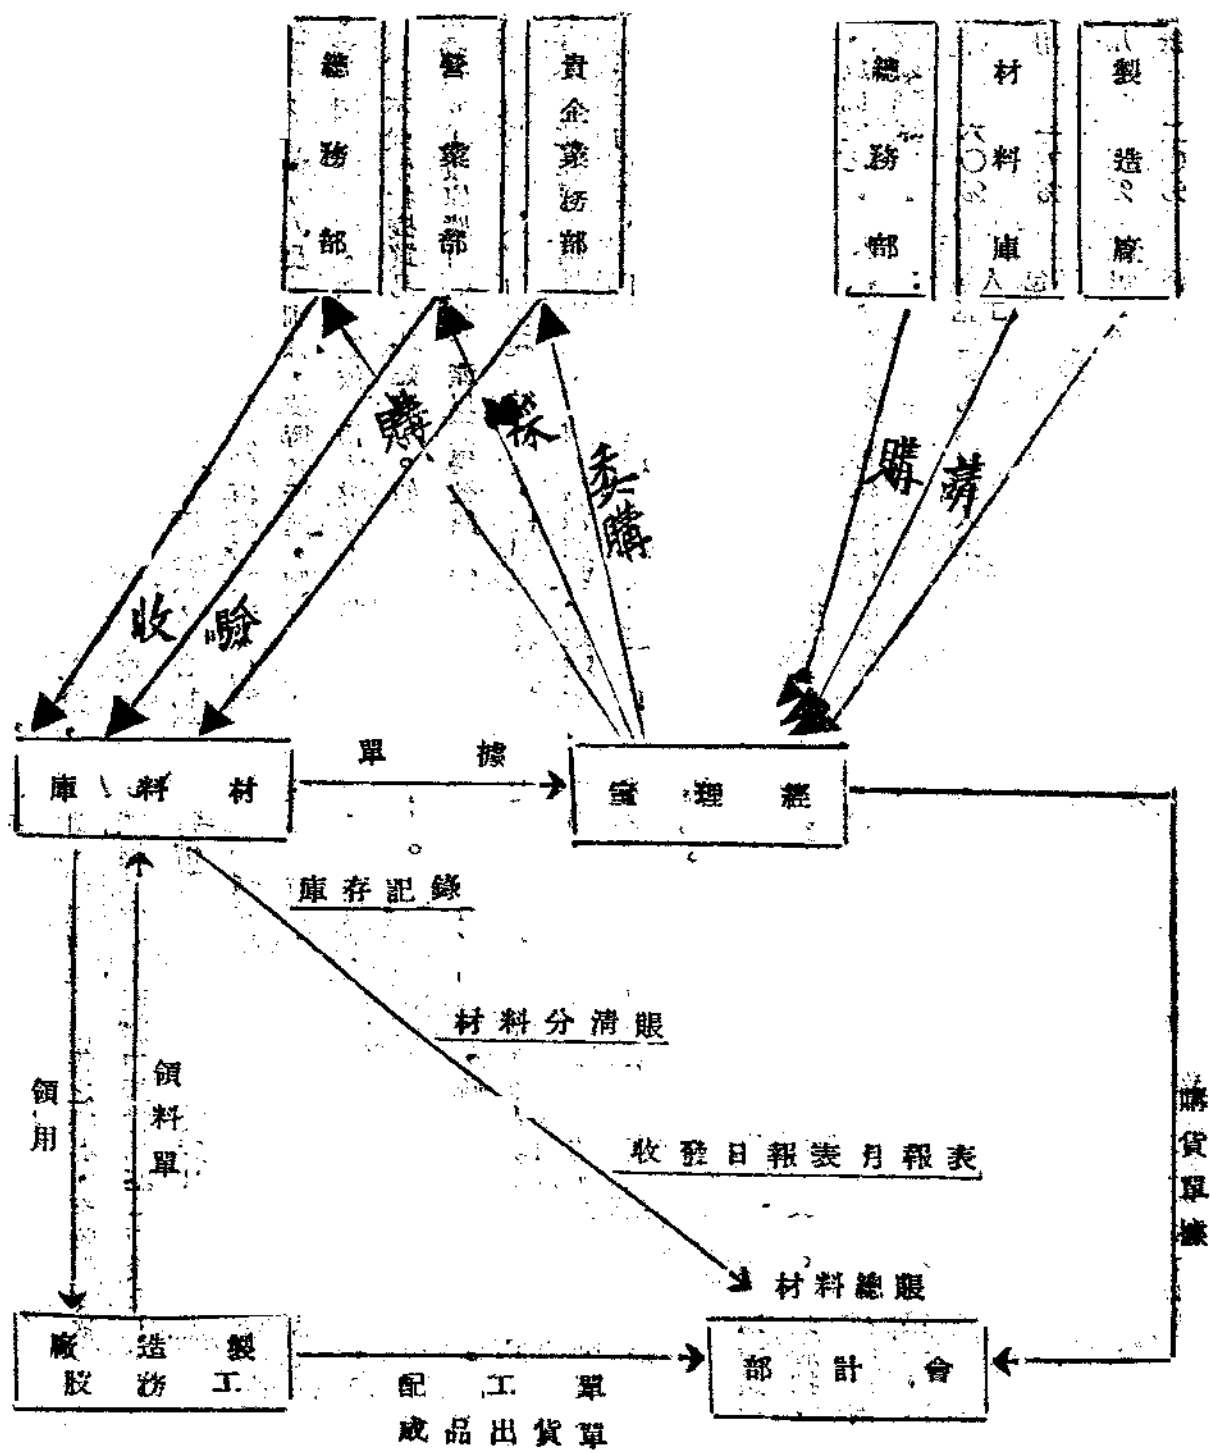 總務部
營業部
貴企業務部
總務部
材料庫
製造廠
購
採
委購
購請
收驗
庫料材
單據
室理經
庫存記錄
材料分清賬
收發日報表月報表
領用
領料單
購貨單據
材料總賬
廠造製
股務工
部計會
配工單
成品出貨單